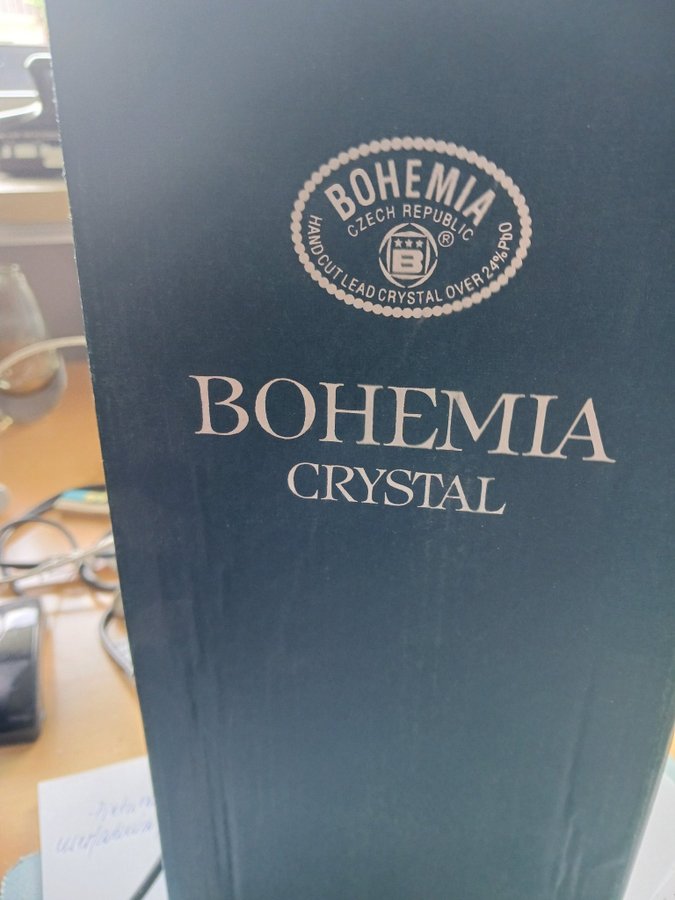 BOHEMIA
CZECH REPUBLIC
®
B
HAND CUT LEAD CRYSTAL OVER 24% PbO
BOHEMIA
CRYSTAL